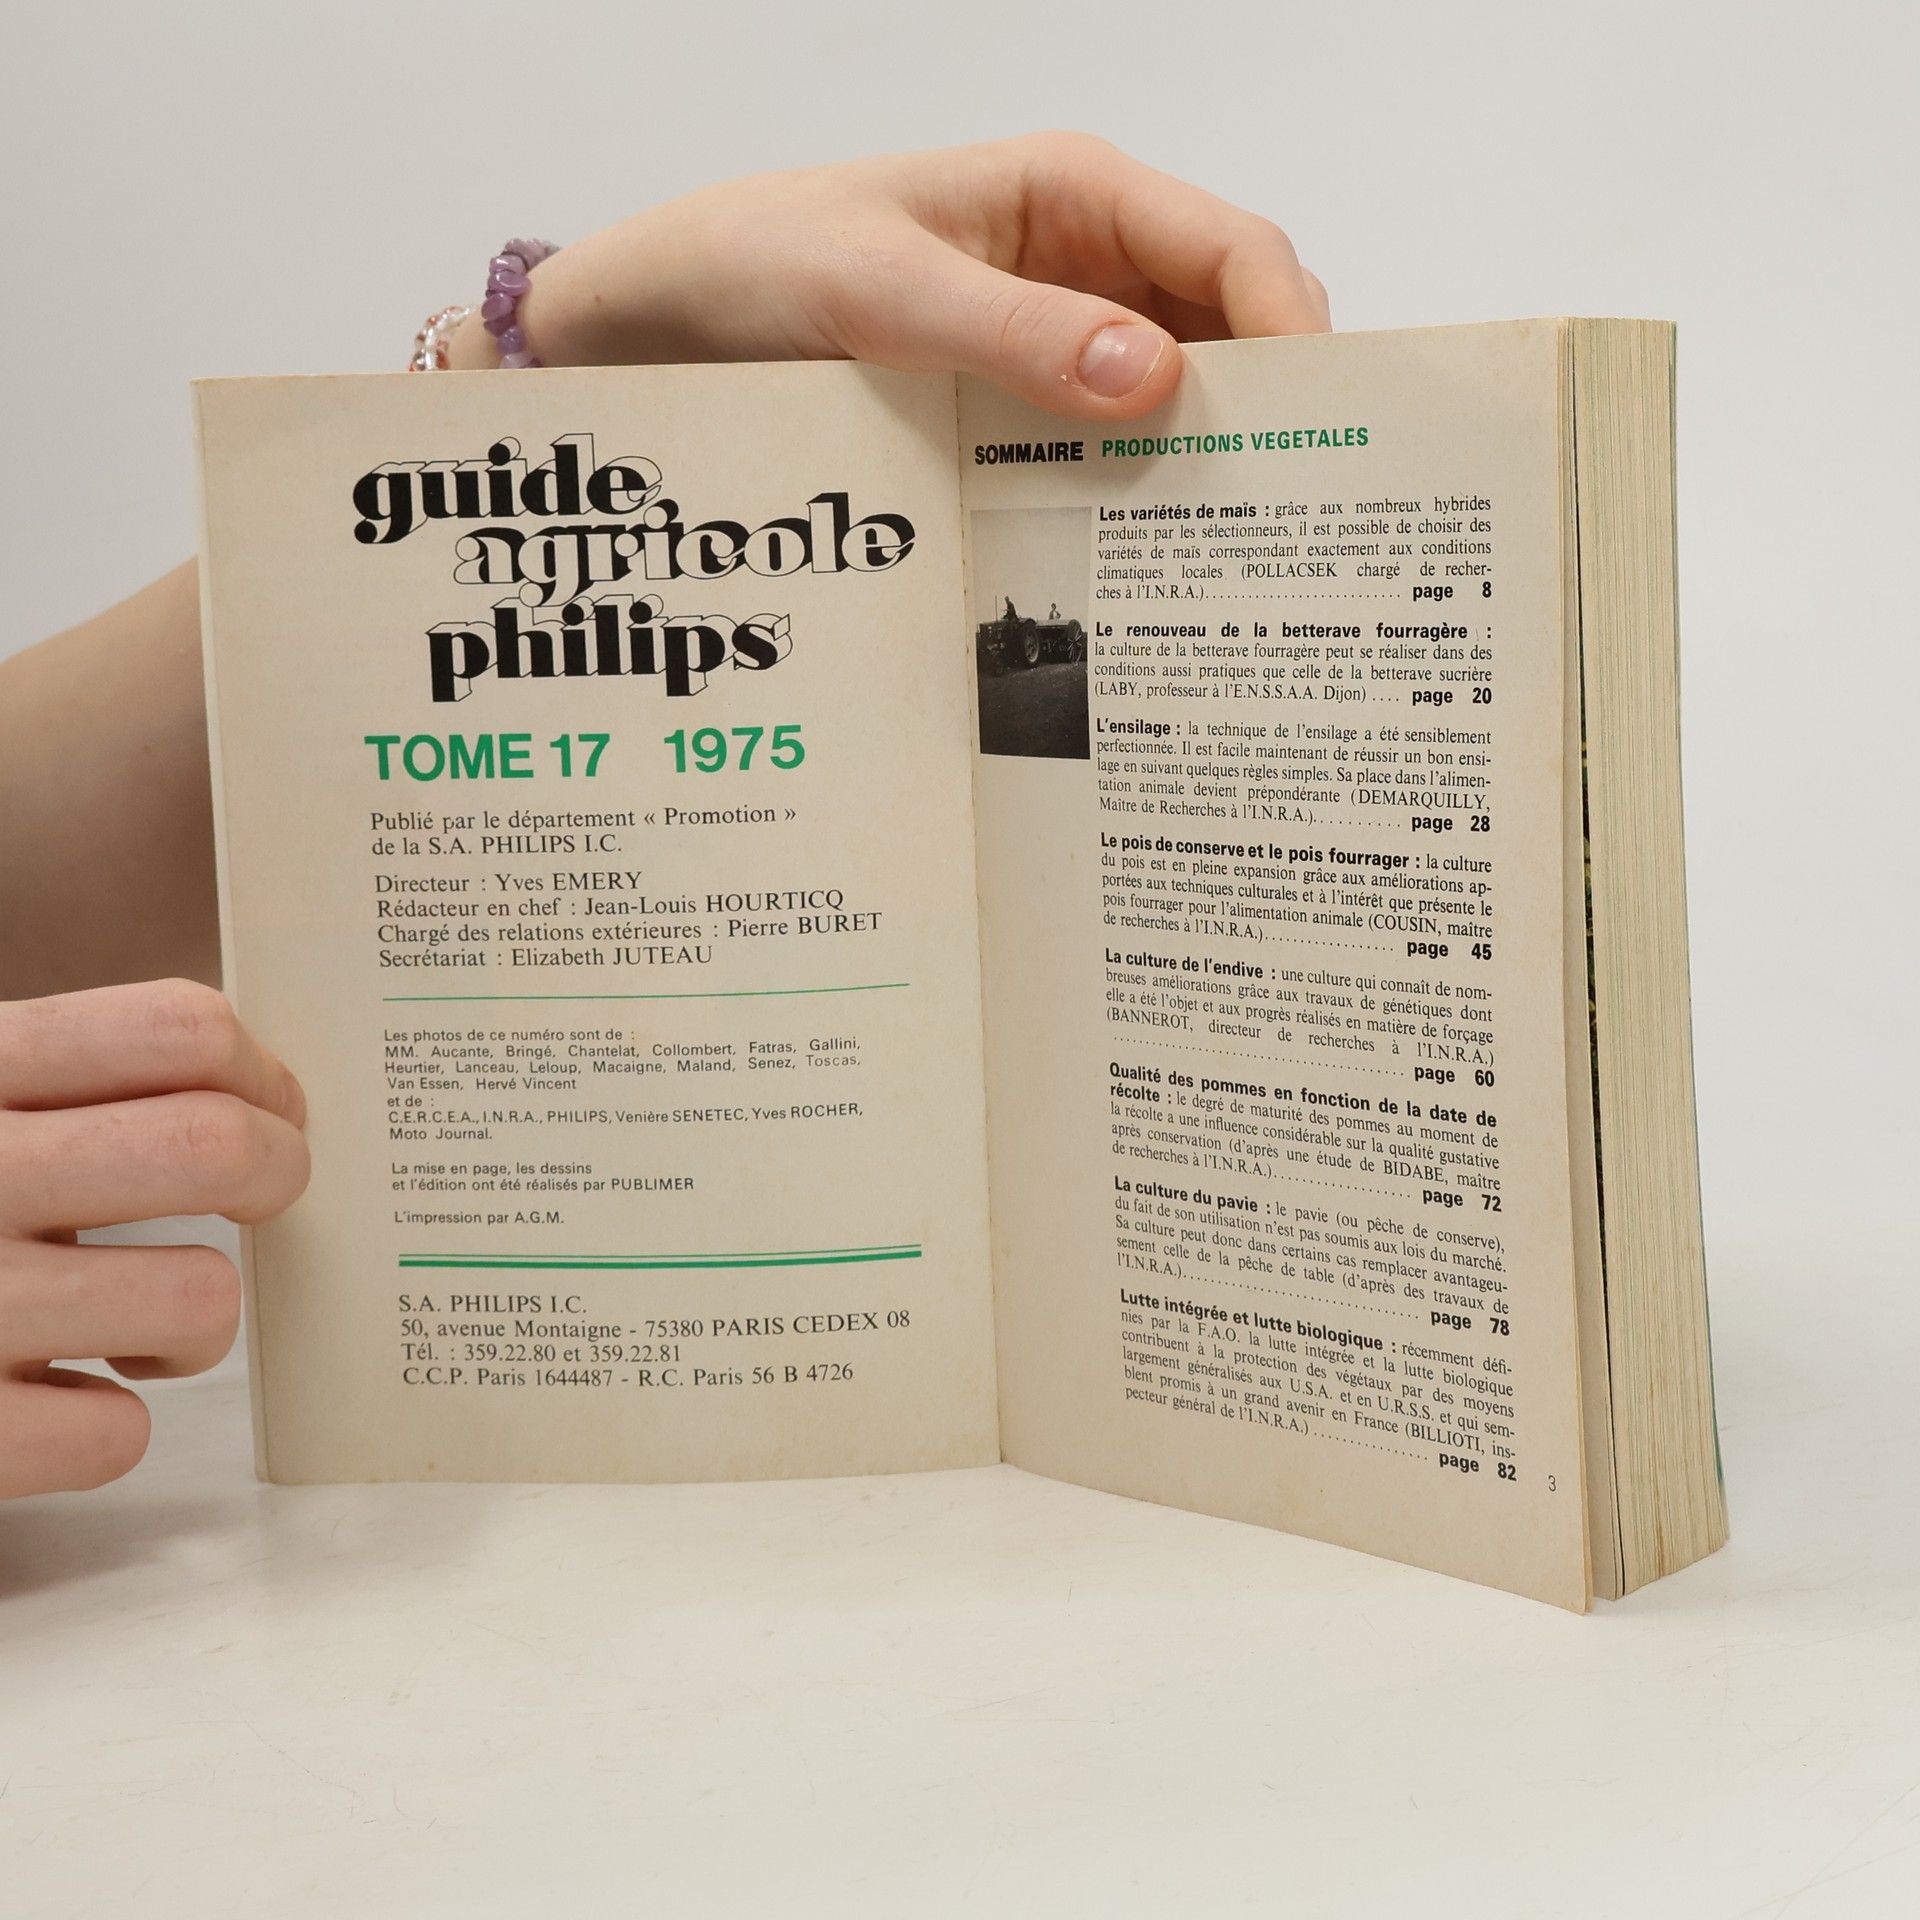 guide
agricole
philips
TOME 17 1975
Publié par le département « Promotion »
de la S.A. PHILIPS I.C.
Directeur : Yves EMERY
Rédacteur en chef : Jean-Louis HOURTICQ
Chargé des relations extérieures : Pierre BURET
Secrétariat : Elizabeth JUTEAU
Les photos de ce numéro sont de :
MM. Aucante, Bringé, Chantelat, Collombert, Fatras, Gallini,
Heurtier, Lanceau, Leloup, Macaigne, Maland, Senez, Toscas,
Van Essen, Hervé Vincent
et de :
C.E.R.C.E.A., I.N.R.A., PHILIPS, Venière SENETEC, Yves ROCHER,
Moto Journal.
La mise en page, les dessins
et l'édition ont été réalisés par PUBLIMER
L'impression par A.G.M.
S.A. PHILIPS I.C.
50, avenue Montaigne - 75380 PARIS CEDEX 08
Tél. : 359.22.80 et 359.22.81
C.C.P. Paris 1644487 - R.C. Paris 56 B 4726
SOMMAIRE PRODUCTIONS VEGETALES
Les variétés de maïs : grâce aux nombreux hybrides
produits par les sélectionneurs, il est possible de choisir des
variétés de maïs correspondant exactement aux conditions
climatiques locales (POLLACSEK chargé de recher-
ches à l'I.N.R.A.)............................ page 8
Le renouveau de la betterave fourragère :
la culture de la betterave fourragère peut se réaliser dans des
conditions aussi pratiques que celle de la betterave sucrière
(LABY, professeur à l'E.N.S.S.A.A. Dijon) .... page 20
L'ensilage : la technique de l'ensilage a été sensiblement
perfectionnée. Il est facile maintenant de réussir un bon ensi-
lage en suivant quelques règles simples. Sa place dans l'alimen-
tation animale devient prépondérante (DEMARQUILLY,
Maître de Recherches à l'I.N.R.A.).......... page 28
Le pois de conserve et le pois fourrager : la culture
du pois est en pleine expansion grâce aux améliorations ap-
portées aux techniques culturales et à l'intérêt que présente le
pois fourrager pour l'alimentation animale (COUSIN, maître
de recherches à l'I.N.R.A.).................. page 45
La culture de l'endive : une culture qui connaît de nom-
breuses améliorations grâce aux travaux de génétiques dont
elle a été l'objet et aux progrès réalisés en matière de forçage
(BANNEROT, directeur de recherches à l'I.N.R.A.)
........................................ page 60
Qualité des pommes en fonction de la date de
récolte : le degré de maturité des pommes au moment de
la récolte a une influence considérable sur la qualité gustative
après conservation (d'après une étude de BIDABE, maître
de recherches à l'I.N.R.A.)................... page 72
La culture du pavie : le pavie (ou pêche de conserve),
du fait de son utilisation n'est pas soumis aux lois du marché.
Sa culture peut donc dans certains cas remplacer avantageu-
sement celle de la pêche de table (d'après des travaux de
l'I.N.R.A.)................................ page 78
Lutte intégrée et lutte biologique : récemment défi-
nies par la F.A.O. la lutte intégrée et la lutte biologique
contribuent à la protection des végétaux par des moyens
largement généralisés aux U.S.A. et en U.R.S.S. et qui sem-
blent promis à un grand avenir en France (BILLIOTI, ins-
pecteur général de l'I.N.R.A.) ............... page 82
3